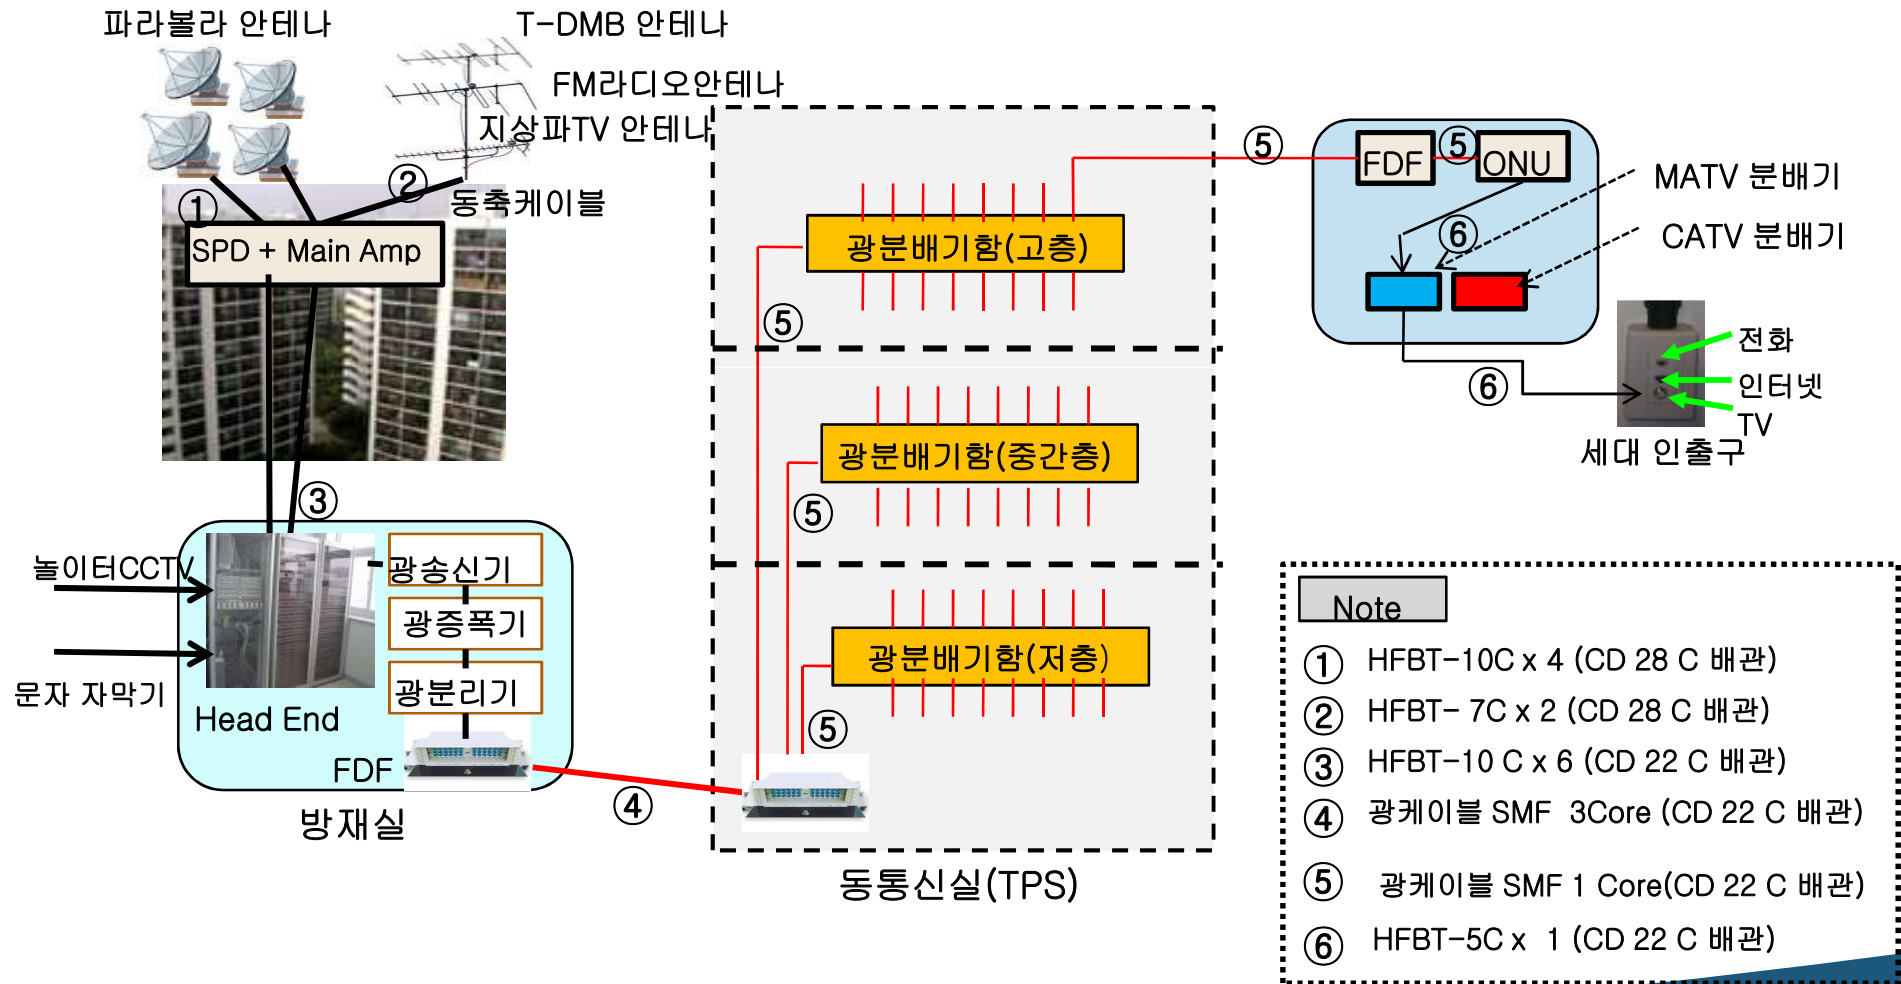 파라볼라 안테나
T-DMB 안테나
FM라디오안테나
지상파TV 안테나
동축케이블
①
②
SPD + Main Amp
③
놀이터CCTV
문자 자막기
광송신기
광증폭기
광분리기
Head End
FDF
방재실
④
광분배기함(고층)
⑤
광분배기함(중간층)
⑤
광분배기함(저층)
⑤
동통신실(TPS)
⑤
FDF
⑤
ONU
MATV 분배기
⑥
CATV 분배기
⑥
전화
인터넷
TV
세대 인출구
Note
① HFBT-10C x 4 (CD 28 C 배관)
② HFBT- 7C x 2 (CD 28 C 배관)
③ HFBT-10 C x 6 (CD 22 C 배관)
④ 광케이블 SMF 3Core (CD 22 C 배관)
⑤ 광케이블 SMF 1 Core(CD 22 C 배관)
⑥ HFBT-5C x 1 (CD 22 C 배관)